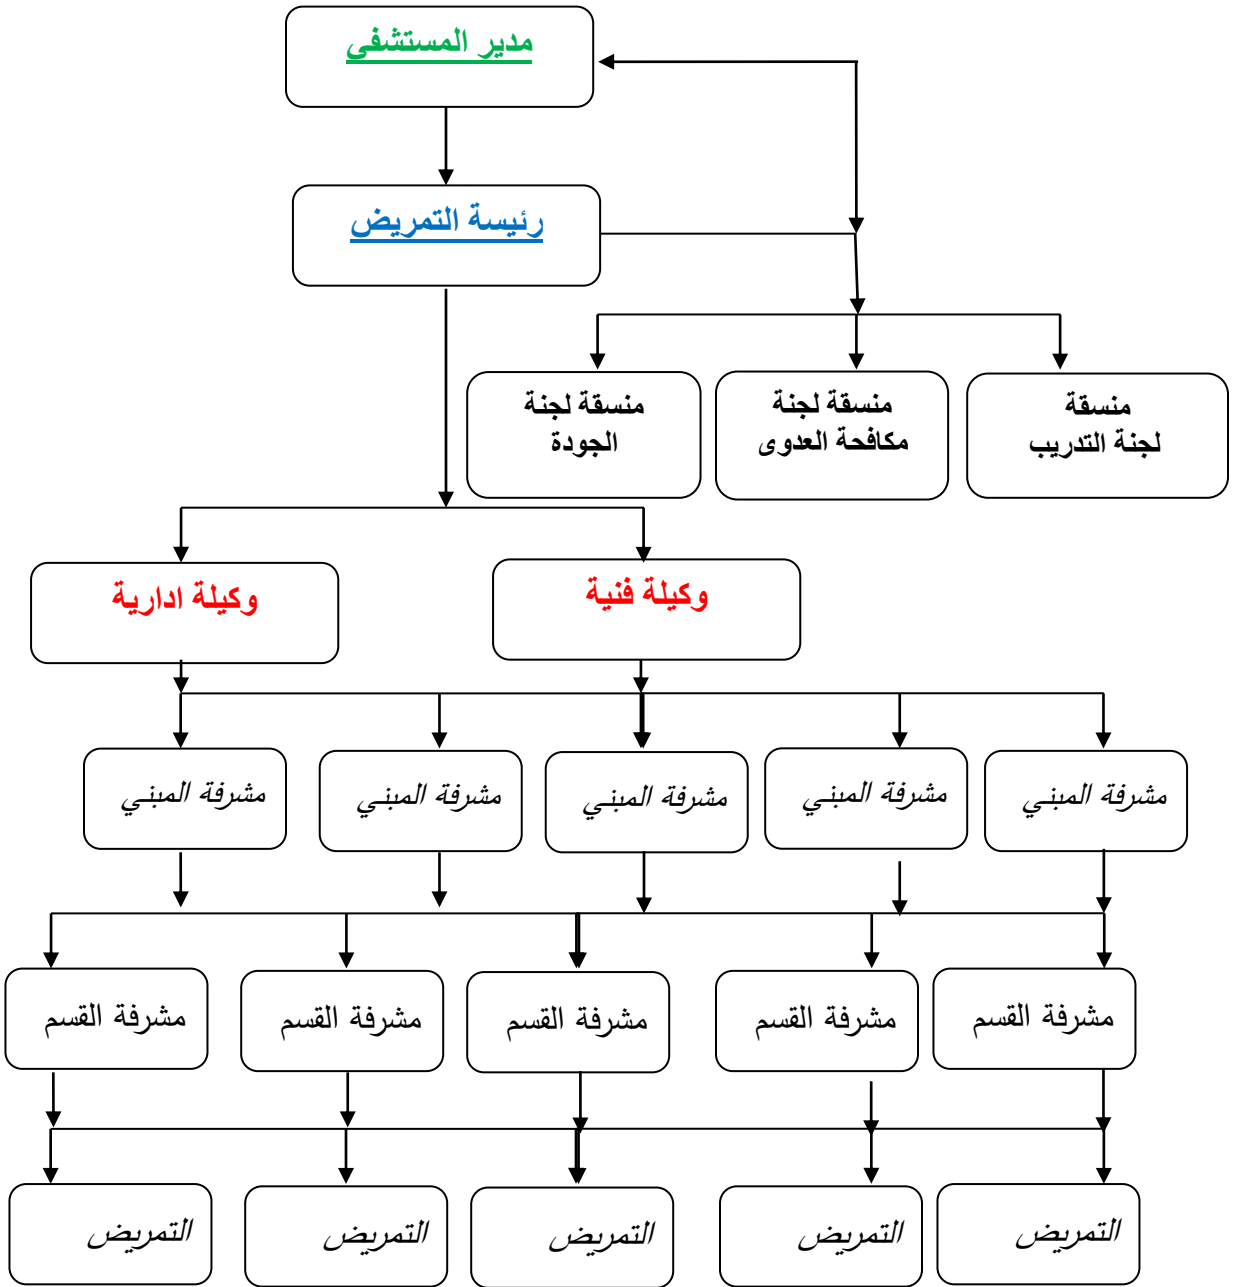 مدير المستشفي
رئيسة التمريض
منسقة
لجنة التدريب
منسقة لجنة
مكافحة العدوى
منسقة لجنة
الجودة
وكيلة فنية
وكيلة ادارية
مشرفة المبني
مشرفة المبني
مشرفة المبني
مشرفة المبني
مشرفة المبني
مشرفة القسم
مشرفة القسم
مشرفة القسم
مشرفة القسم
مشرفة القسم
التمريض
التمريض
التمريض
التمريض
التمريض